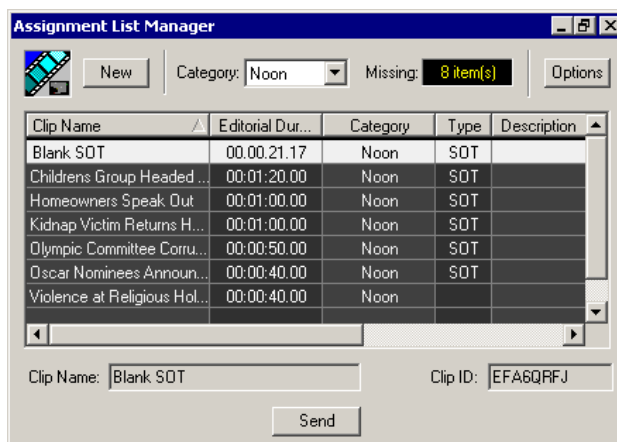 Assignment List Manager
New Category: Noon Missing: 8 item(s) Options
Clip Name Editorial Dur... Category Type Description
Blank SOT 00.00.21.17 Noon SOT
Childrens Group Headed ... 00:01:20.00 Noon SOT
Homeowners Speak Out 00:01:00.00 Noon SOT
Kidnap Victim Returns H... 00:01:00.00 Noon SOT
Olympic Committee Corru... 00:00:50.00 Noon SOT
Oscar Nominees Announ... 00:00:40.00 Noon SOT
Violence at Religious Hol... 00:00:40.00 Noon
Clip Name: Blank SOT Clip ID: EFA6QRFJ
Send